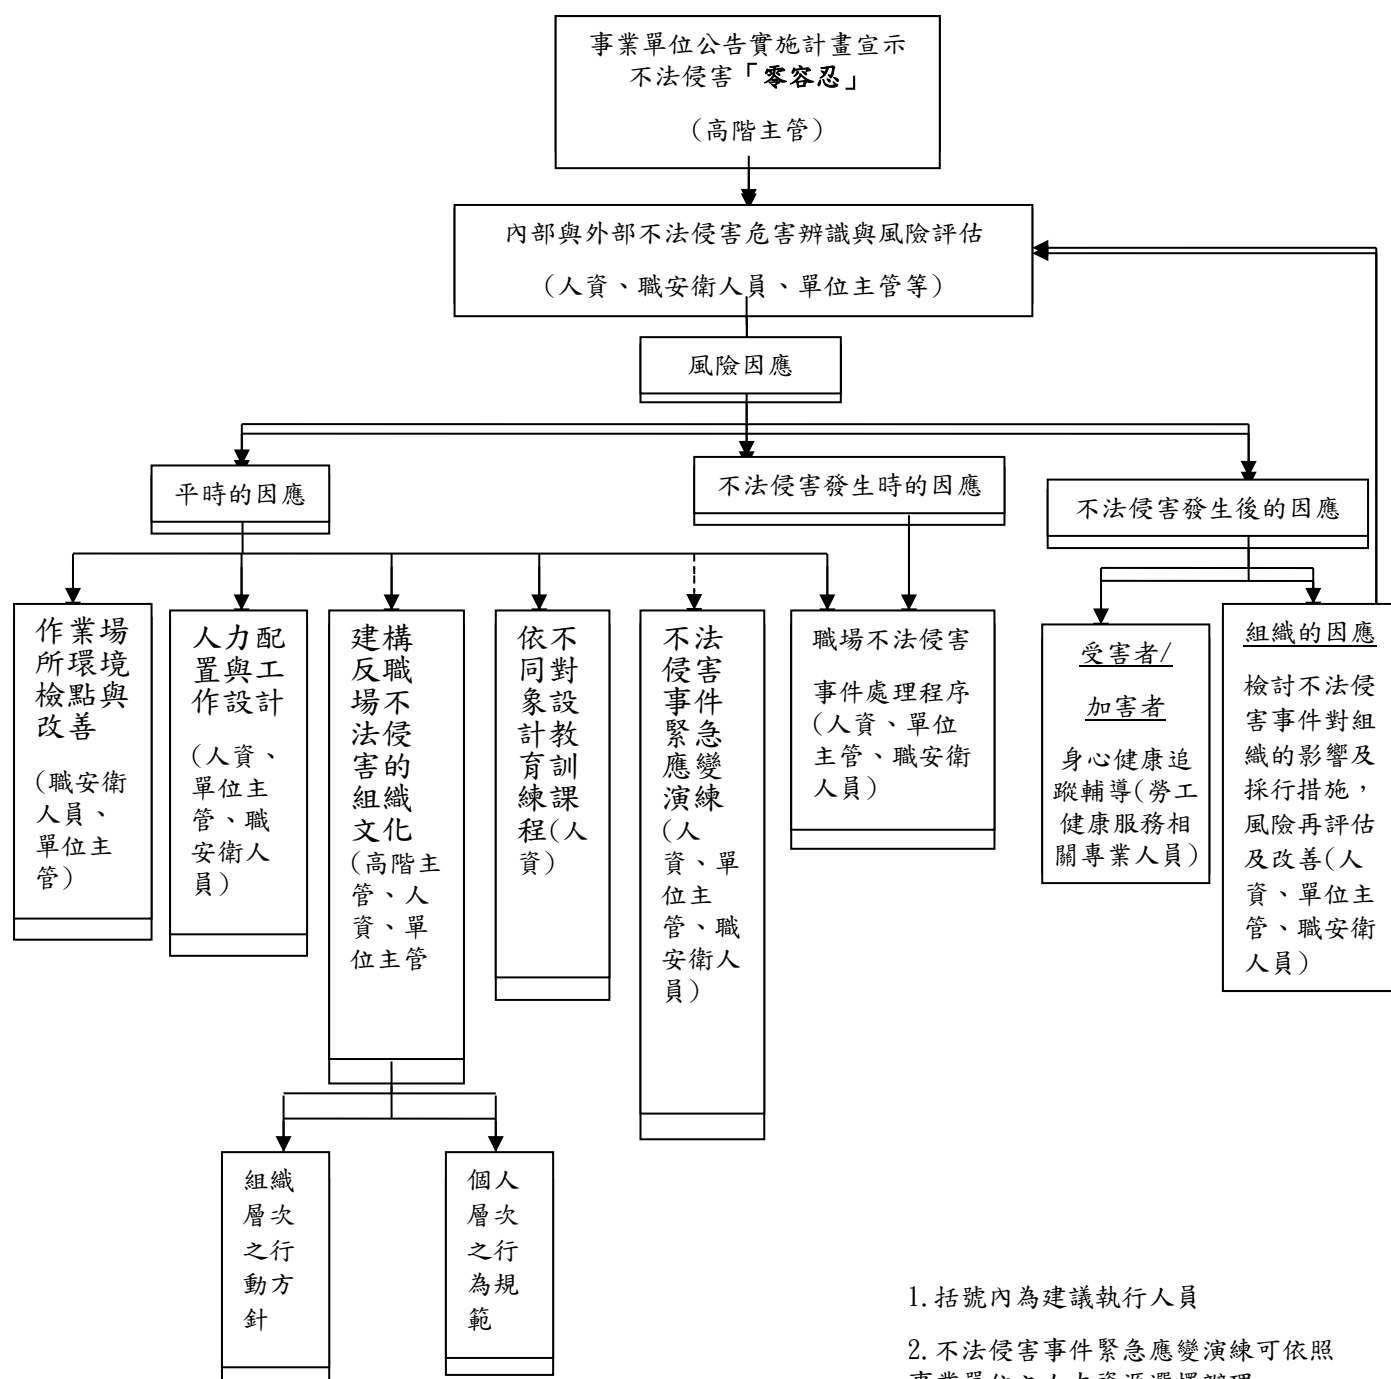 事業單位公告實施計畫宣示
不法侵害「零容忍」
(高階主管)
內部與外部不法侵害危害辨識與風險評估
(人資、職安衛人員、單位主管等)
風險因應
平時的因應
不法侵害發生時的因應
不法侵害發生後的因應
作業場
所環境
檢點與
改善
(職安衛
人員、
單位主
管)
人力配
置與工
作設計
(人資、
單位主
管、職
安衛人
員)
建構
反職
場不
法侵
害的
組織
文化
(高階主
管、人
資、單
位主管
依不
同對
象設
計教
育訓
練課
程(人
資)
不法
侵害
事件
緊急
應變
演練
(人
資、單
位主
管、職
安衛人
員)
職場不法侵害
事件處理程序
(人資、單位
主管、職安衛
人員)
受害者/
加害者
身心健康追
蹤輔導(勞工
健康服務相
關專業人員)
組織的因應
檢討不法侵
害事件對組
織的影響及
採行措施，
風險再評估
及改善(人
資、單位主
管、職安衛
人員)
組織
層次
之行
動方
針
個人
層次
之行
為規
範
1.括號內為建議執行人員
2.不法侵害事件緊急應變演練可依照